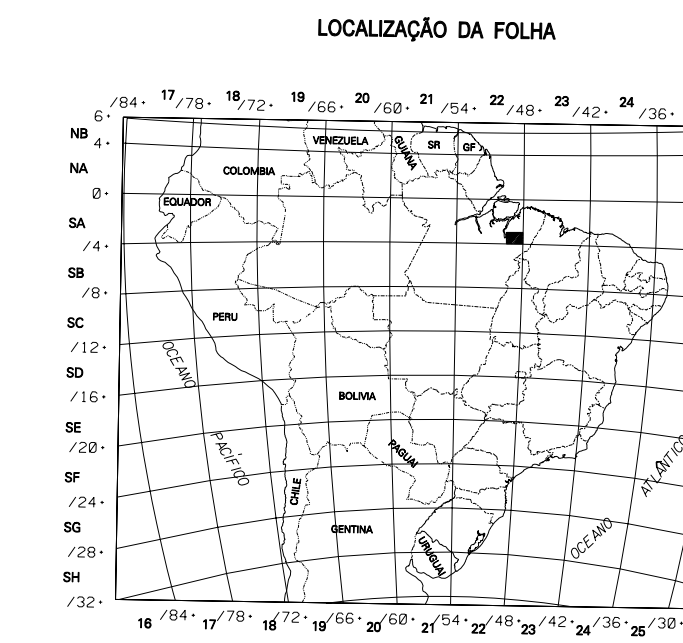 LOCALIZAÇÃO DA FOLHA
17 18 19 20 21 22 23 24
/84 /78 /72 /66 /60 /54 /48 /42 /36
6
NB
/4
VENEZUELA
GUIANA
SR
GF
NA
COLOMBIA
0
EQUADOR
SA
/4
SB
/8
PERU
SC
/12
OCEANO
SD
BOLIVIA
/16
SE
PAGUAI
/20
PACÍFICO
ATLÂNTICO
SF
CHILE
/24
SG
GENTINA
OCEANO
/28
URUGUAI
SH
/32
/84 /78 /72 /66 /60 /54 /48 /42 /36 /30
16 17 18 19 20 21 22 23 24 25